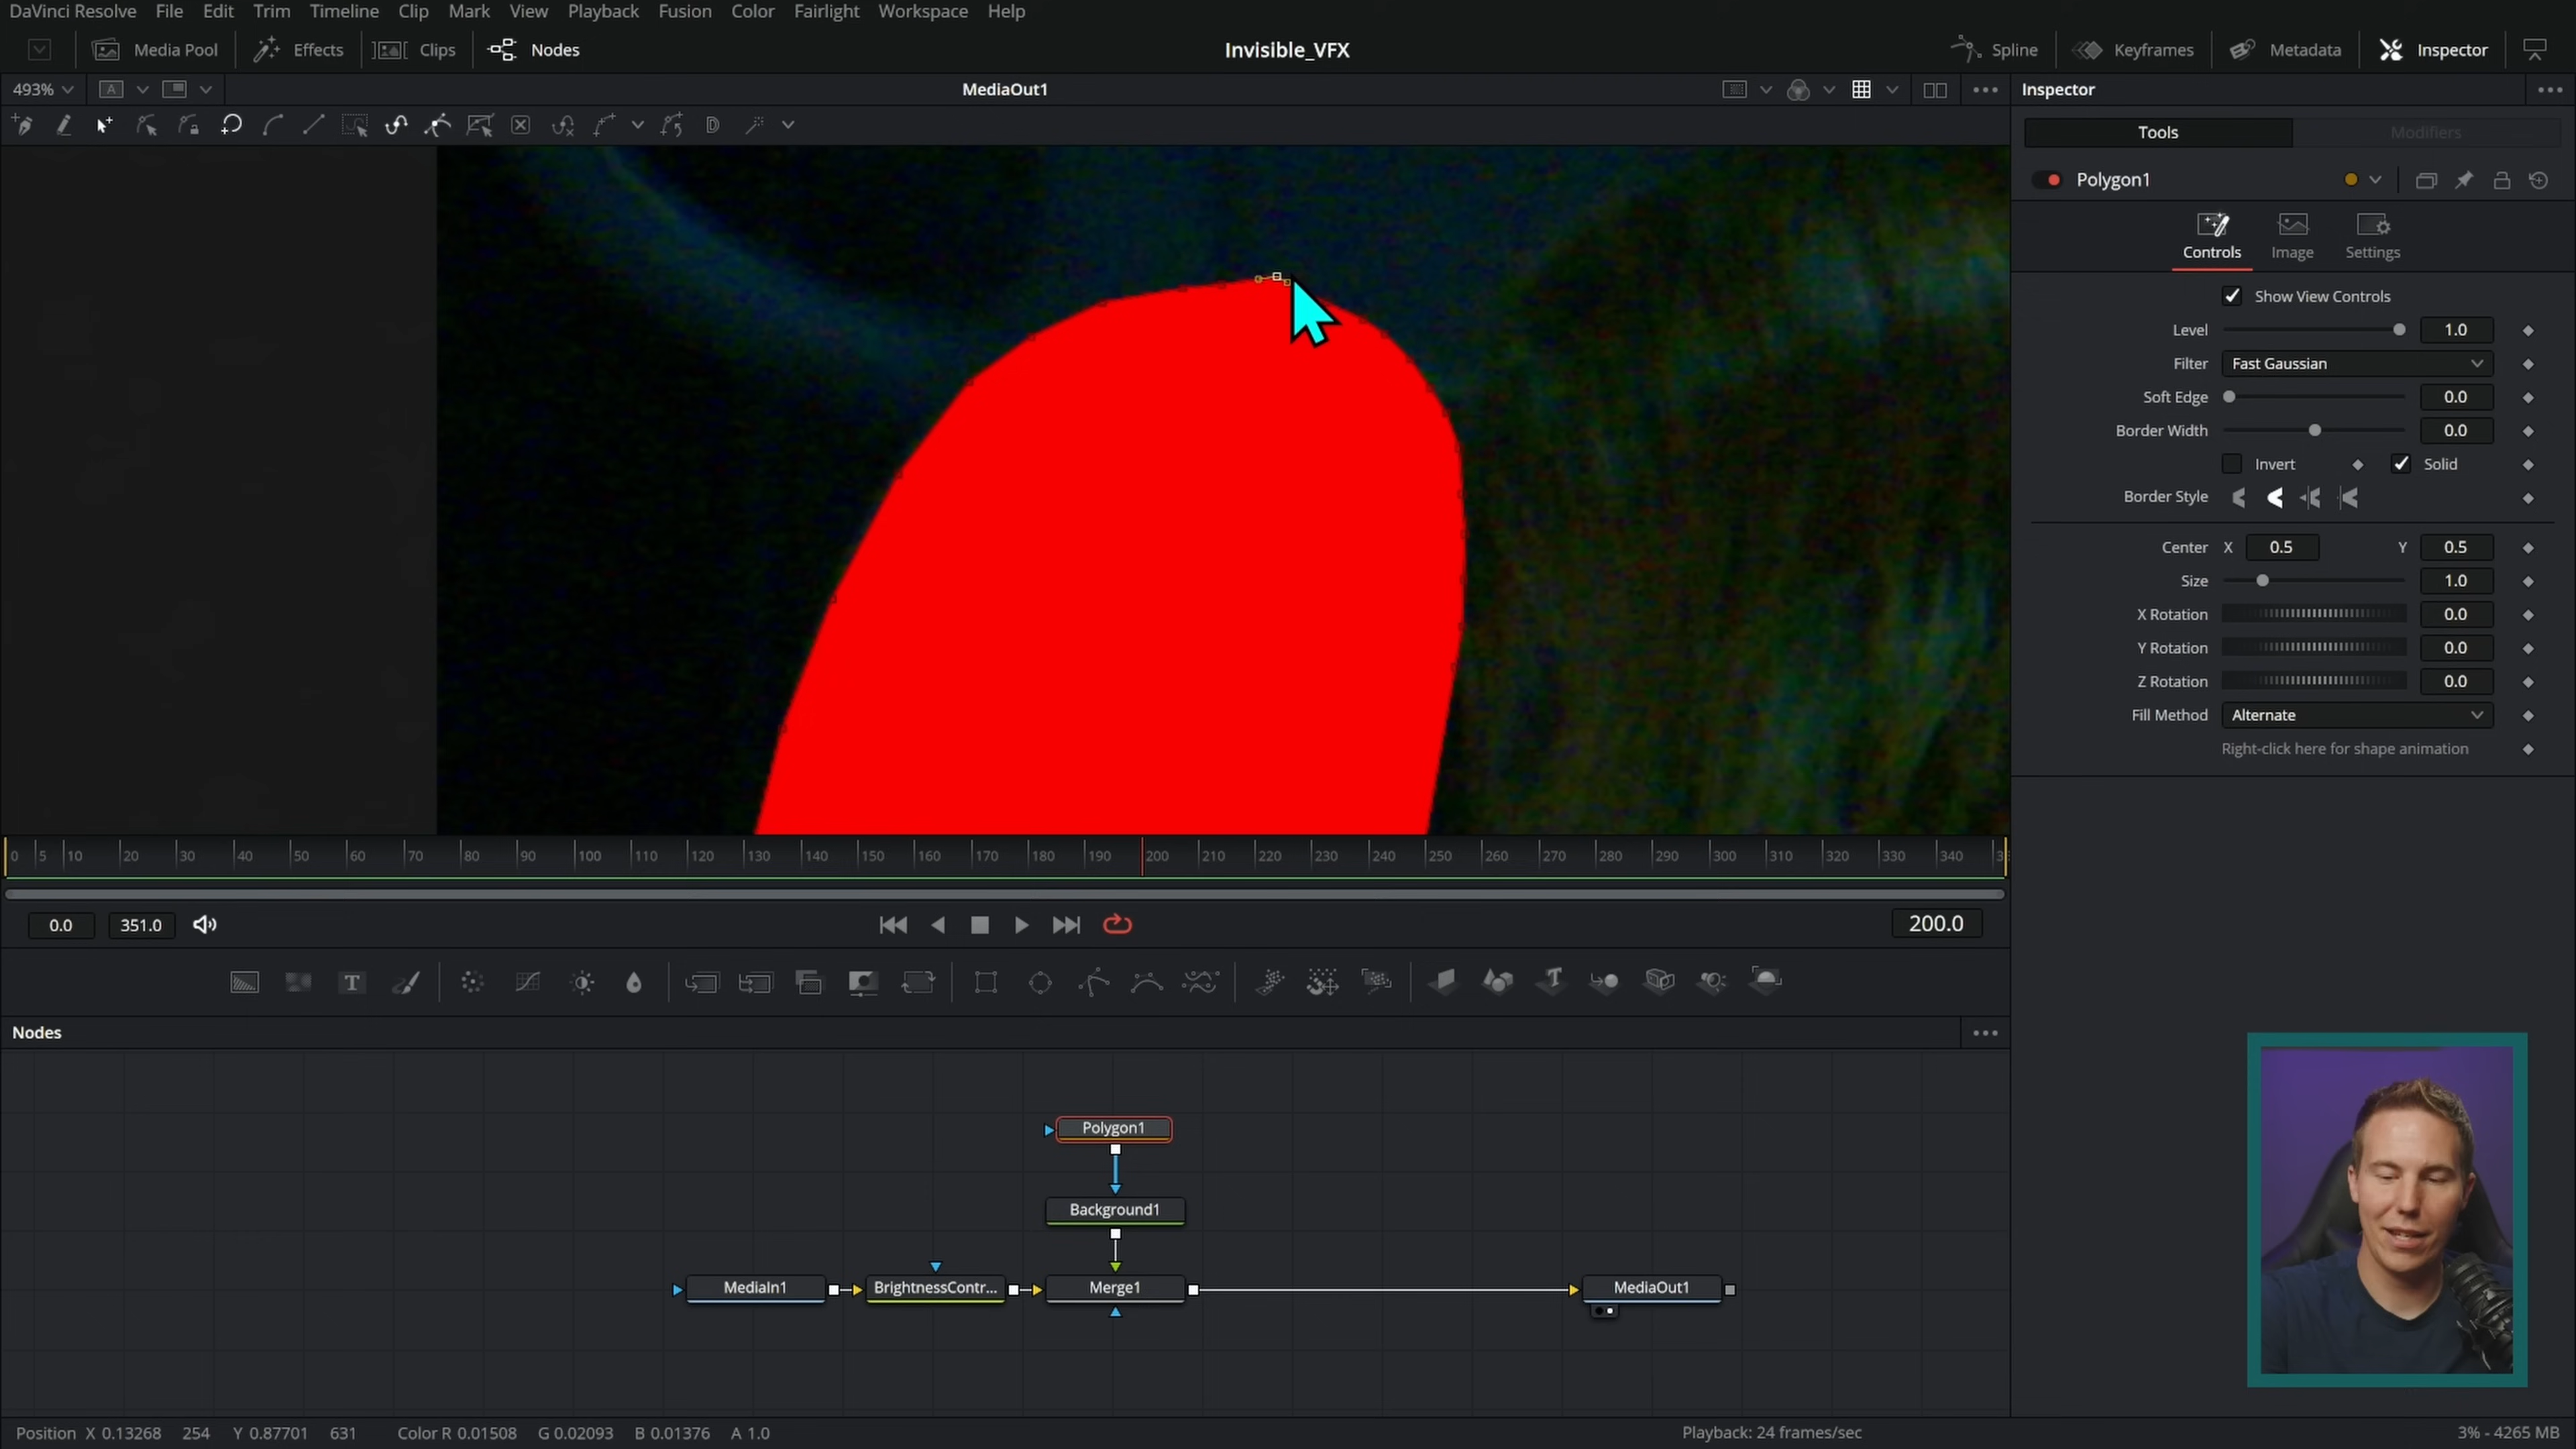 DaVinci Resolve File Edit Trim Timeline Clip Mark View Playback Fusion Color Fairlight Workspace Help
Media Pool Effects Clips Nodes Invisible_VFX Spline Keyframes Metadata Inspector
493% A MediaOut1 Inspector
D
Tools Modifiers
Polygon1
Controls Image Settings
Show View Controls
Level 1.0
Filter Fast Gaussian
Soft Edge 0.0
Border Width 0.0
Invert Solid
Border Style
Center X 0.5 Y 0.5
Size 1.0
X Rotation 0.0
Y Rotation 0.0
Z Rotation 0.0
Fill Method Alternate
Right-click here for shape animation
0 5 10 20 30 40 50 60 70 80 90 100 110 120 130 140 150 160 170 180 190 200 210 220 230 240 250 260 270 280 290 300 310 320 330 340
0.0 351.0 200.0
T T
Nodes
Polygon1
Background1
MediaIn1 BrightnessContr... Merge1 MediaOut1
Position X 0.13268 254 Y 0.87701 631 Color R 0.01508 G 0.02093 B 0.01376 A 1.0 Playback: 24 frames/sec 3% - 4265 MB